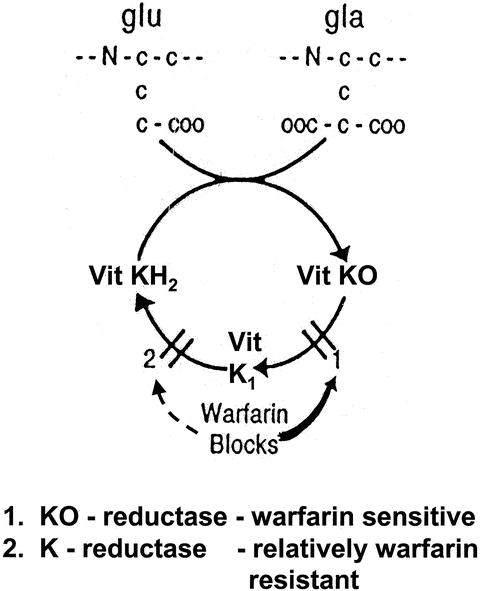 glu gla
--N-C-C-- --N-C-C--
C C
C-COO OOC-C-COO
Vit KH2 Vit KO
Vit
2 K1 1
Warfarin
Blocks
1. KO - reductase - warfarin sensitive
2. K - reductase - relatively warfarin
resistant